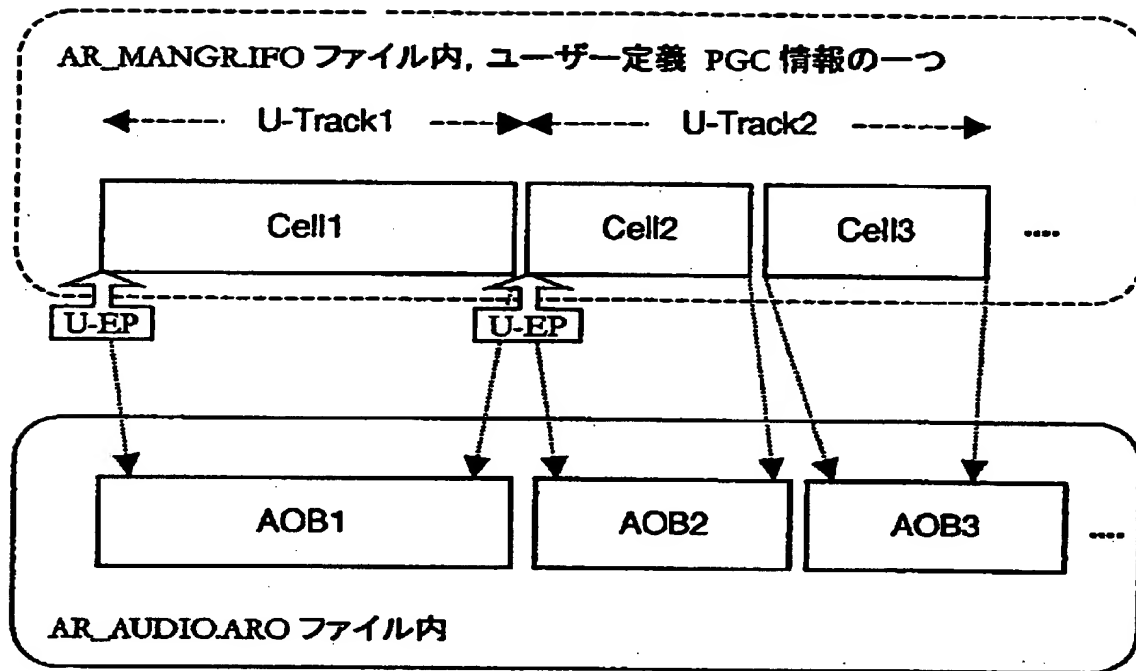 AR_MANGR.IFO ファイル内, ユーザー定義 PGC 情報の一つ
U-Track1 U-Track2
Cell1 Cell2 Cell3 ....
U-EP U-EP
AOB1 AOB2 AOB3 ....
AR_AUDIO.ARO ファイル内